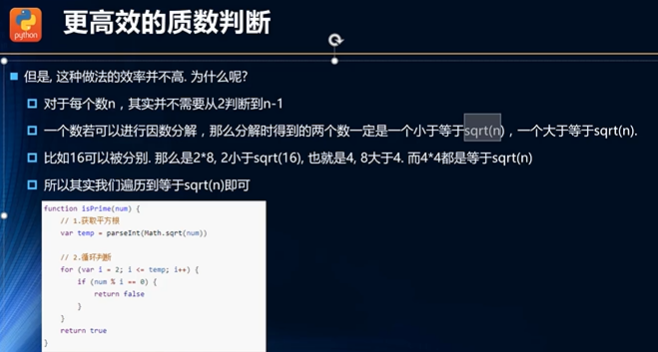 python
更高效的质数判断
但是, 这种做法的效率并不高. 为什么呢?
对于每个数n，其实并不需要从2判断到n-1
一个数若可以进行因数分解，那么分解时得到的两个数一定是一个小于等于sqrt(n)，一个大于等于sqrt(n).
比如16可以被分别. 那么是2*8, 2小于sqrt(16), 也就是4, 8大于4. 而4*4都是等于sqrt(n)
所以其实我们遍历到等于sqrt(n)即可
function isPrime(num) {
// 1.获取平方根
var temp = parseInt(Math.sqrt(num))
// 2.循环判断
for (var i = 2; i <= temp; i++) {
if (num % i == 0) {
return false
}
}
return true
}